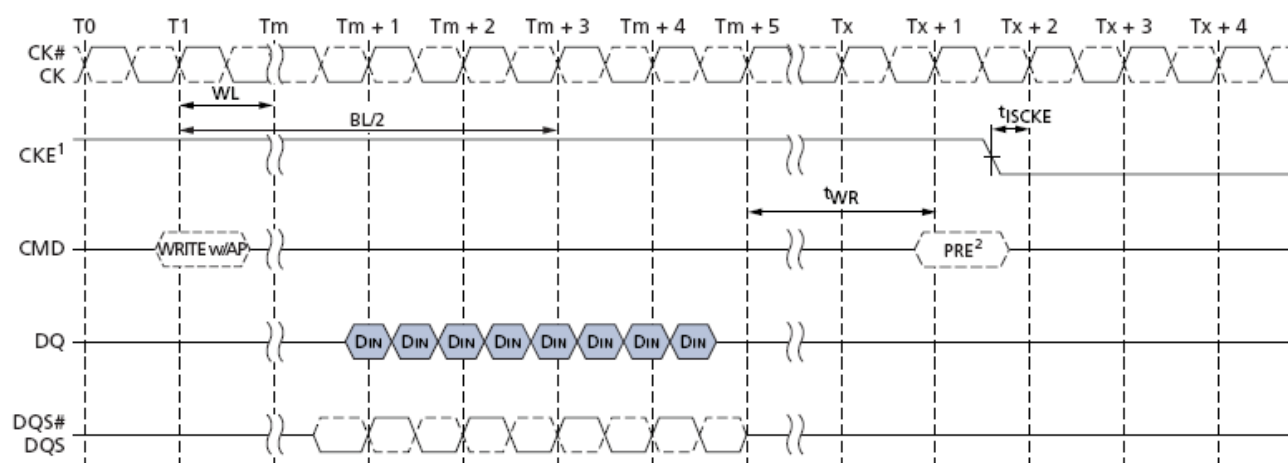 T0 T1 Tm Tm + 1 Tm + 2 Tm + 3 Tm + 4 Tm + 5 Tx Tx + 1 Tx + 2 Tx + 3 Tx + 4
CK#
CK
WL
BL/2
tISCKE
CKE1
tWR
CMD WRITE w/AP PRE2
DQ DIN DIN DIN DIN DIN DIN DIN DIN
DQS#
DQS